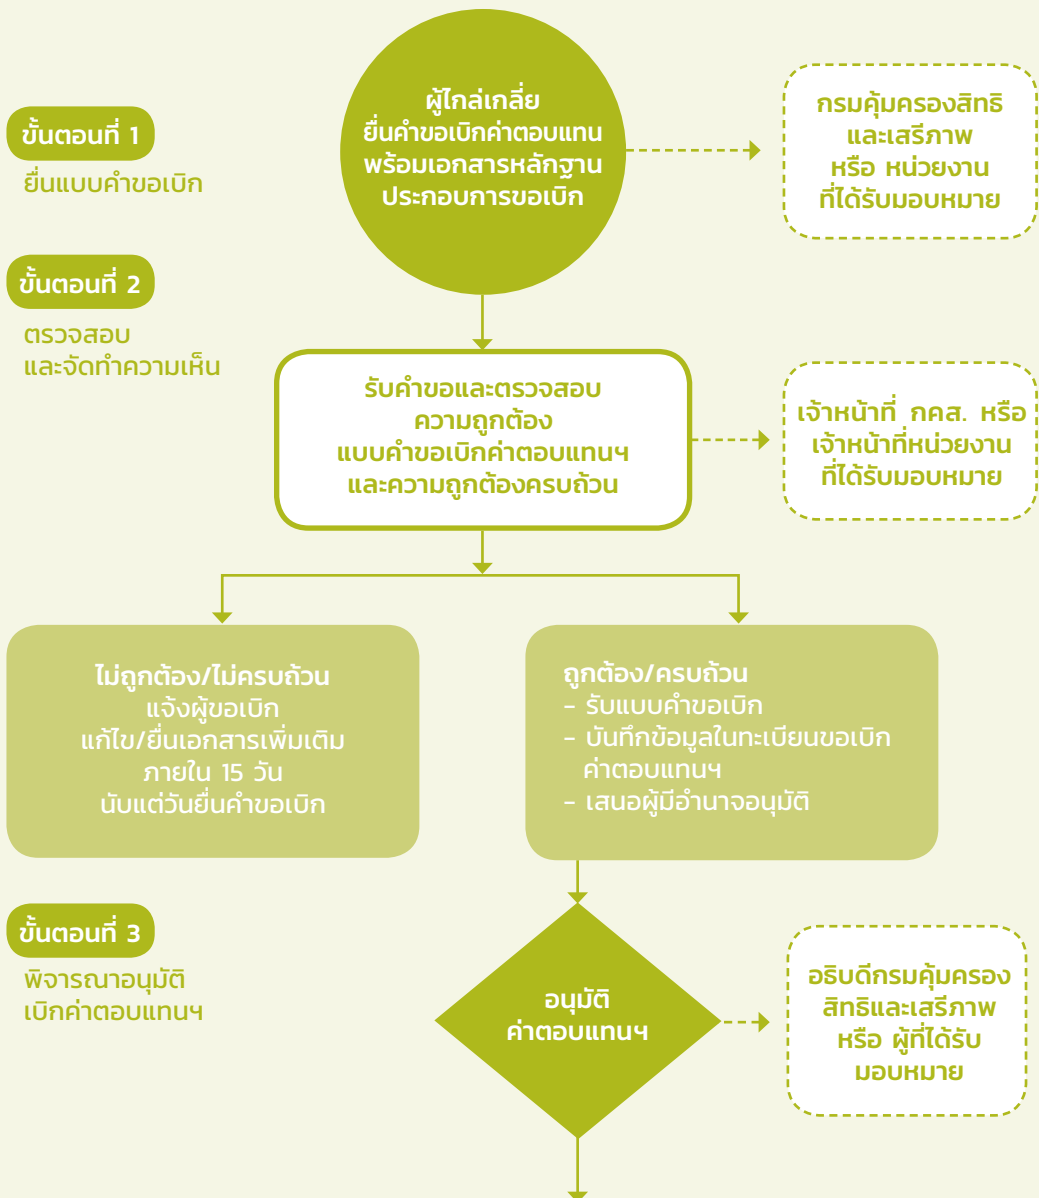 ขั้นตอนที่ 1
ยื่นแบบคำขอเบิก
ผู้ไกล่เกลี่ย
ยื่นคำขอเบิกค่าตอบแทน
พร้อมเอกสารหลักฐาน
ประกอบการขอเบิก
กรมคุ้มครองสิทธิ
และเสรีภาพ
หรือ หน่วยงาน
ที่ได้รับมอบหมาย
ขั้นตอนที่ 2
ตรวจสอบ
และจัดทำความเห็น
รับคำขอและตรวจสอบ
ความถูกต้อง
แบบคำขอเบิกค่าตอบแทนฯ
และความถูกต้องครบถ้วน
เจ้าหน้าที่ กคส. หรือ
เจ้าหน้าที่หน่วยงาน
ที่ได้รับมอบหมาย
ไม่ถูกต้อง/ไม่ครบถ้วน
แจ้งผู้ขอเบิก
แก้ไข/ยื่นเอกสารเพิ่มเติม
ภายใน 15 วัน
นับแต่วันยื่นคำขอเบิก
ถูกต้อง/ครบถ้วน
- รับแบบคำขอเบิก
- บันทึกข้อมูลในทะเบียนขอเบิก
ค่าตอบแทนฯ
- เสนอผู้มีอำนาจอนุมัติ
ขั้นตอนที่ 3
พิจารณาอนุมัติ
เบิกค่าตอบแทนฯ
อนุมัติ
ค่าตอบแทนฯ
อธิบดีกรมคุ้มครอง
สิทธิและเสรีภาพ
หรือ ผู้ที่ได้รับ
มอบหมาย